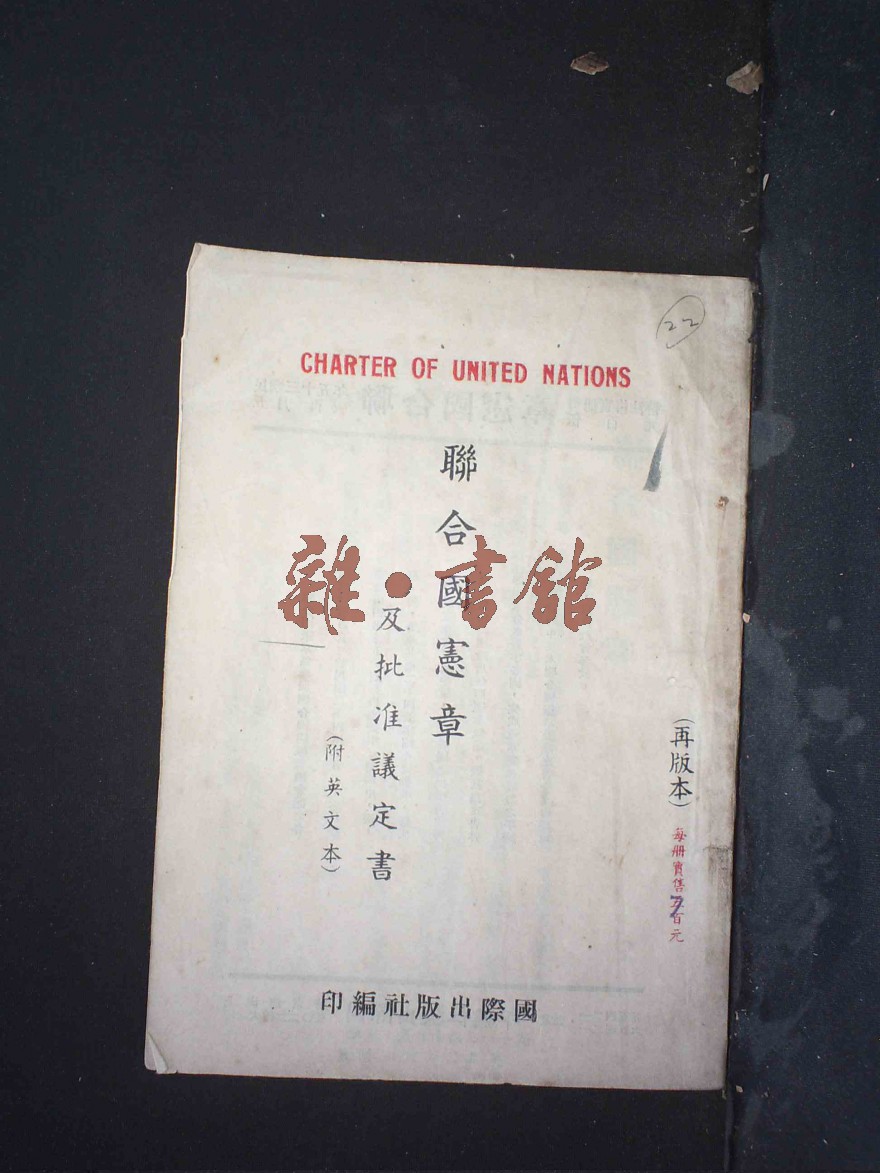 22
CHARTER OF UNITED NATIONS
聯合國憲章
及批准議定書
(附英文本)
(再版本)
每冊實售百元
國際出版社編印
雜·書館